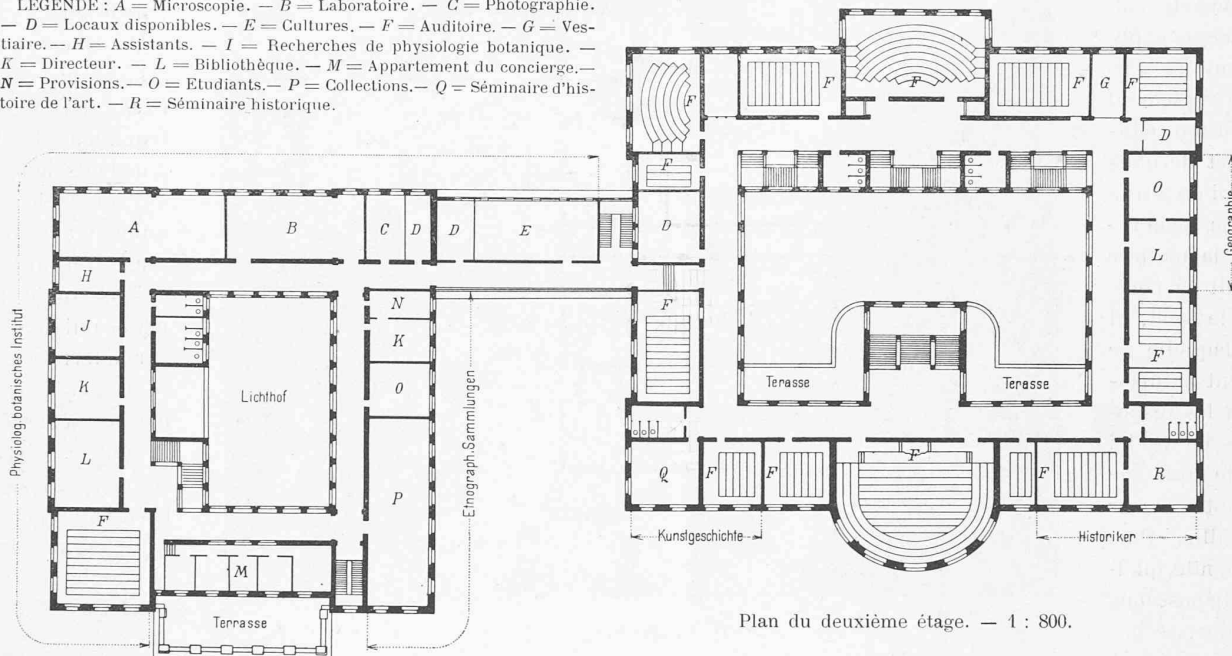 LÉGENDE : A = Microscopie. — B = Laboratoire. — C = Photographie.
— D = Locaux disponibles. — E = Cultures. — F = Auditoire. — G = Ves-
tiaire. — H = Assistants. — I = Recherches de physiologie botanique. —
K = Directeur. — L = Bibliothèque. — M = Appartement du concierge. —
N = Provisions. — O = Etudiants. — P = Collections. — Q = Séminaire d'his-
toire de l'art. — R = Séminaire historique.
F F F F G F
D
F
O
A B C D D E D
L
Geographie
H
N
F
J K
F
K Lichthof O
Terasse Terasse
L P
Physiolog. botanisches Institut
Etnograph. Sammlungen
Q F F F F R
F
Kunstgeschichte Historiker
M
Terrasse
Plan du deuxième étage. — 1 : 800.